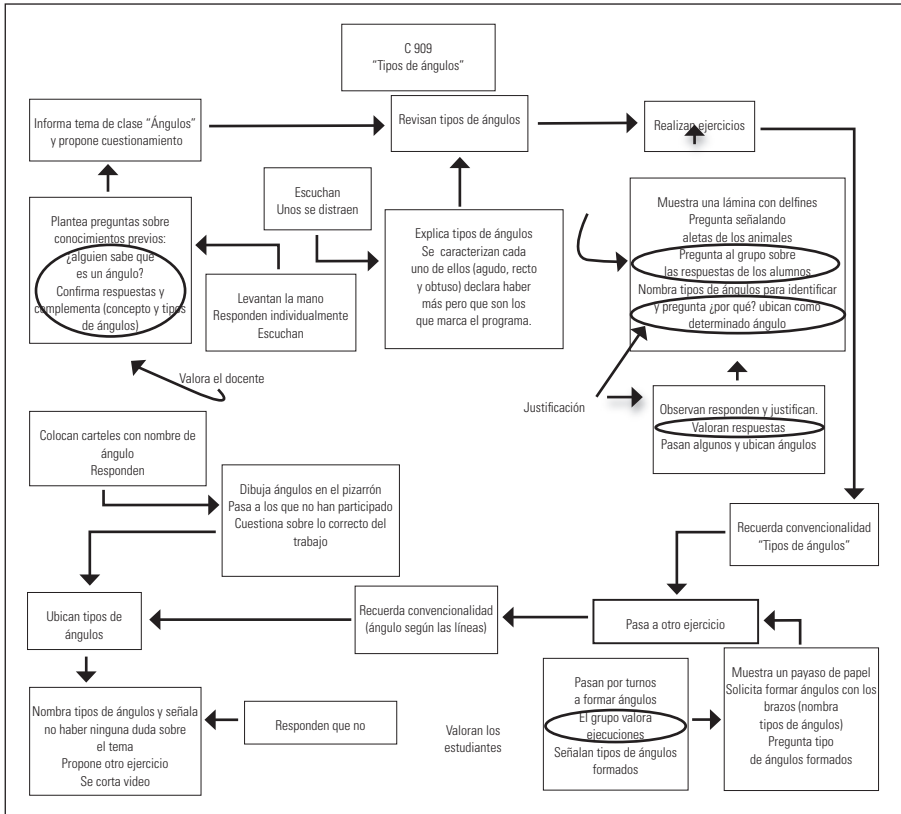 C 909
“Tipos de ángulos”
Informa tema de clase “Ángulos”
y propone cuestionamiento
Revisan tipos de ángulos
Realizan ejercicios
Escuchan
Unos se distraen
Plantea preguntas sobre
conocimientos previos:
¿alguien sabe qué
es un ángulo?
Confirma respuestas y
complementa (concepto y tipos
de ángulos)
Levantan la mano
Responden individualmente
Escuchan
Explica tipos de ángulos
Se caracterizan cada
uno de ellos (agudo, recto
y obtuso) declara haber
más pero que son los
que marca el programa.
Muestra una lámina con delfines
Pregunta señalando
aletas de los animales
Pregunta al grupo sobre
las respuestas de los alumnos
Nombra tipos de ángulos para identificar
y pregunta ¿por qué? ubican como
determinado ángulo
Valora el docente
Justificación
Observan responden y justifican.
Valoran respuestas
Pasan algunos y ubican ángulos
Colocan carteles con nombre de
ángulo
Responden
Dibuja ángulos en el pizarrón
Pasa a los que no han participado
Cuestiona sobre lo correcto del
trabajo
Recuerda convencionalidad
“Tipos de ángulos”
Ubican tipos de
ángulos
Recuerda convencionalidad
(ángulo según las líneas)
Pasa a otro ejercicio
Nombra tipos de ángulos y señala
no haber ninguna duda sobre
el tema
Propone otro ejercicio
Se corta vídeo
Responden que no
Valoran los
estudiantes
Pasan por turnos
a formar ángulos
El grupo valora
ejecuciones
Señalan tipos de ángulos
formados
Muestra un payaso de papel
Solicita formar ángulos con los
brazos (nombra
tipos de ángulos)
Pregunta tipo
de ángulos formados